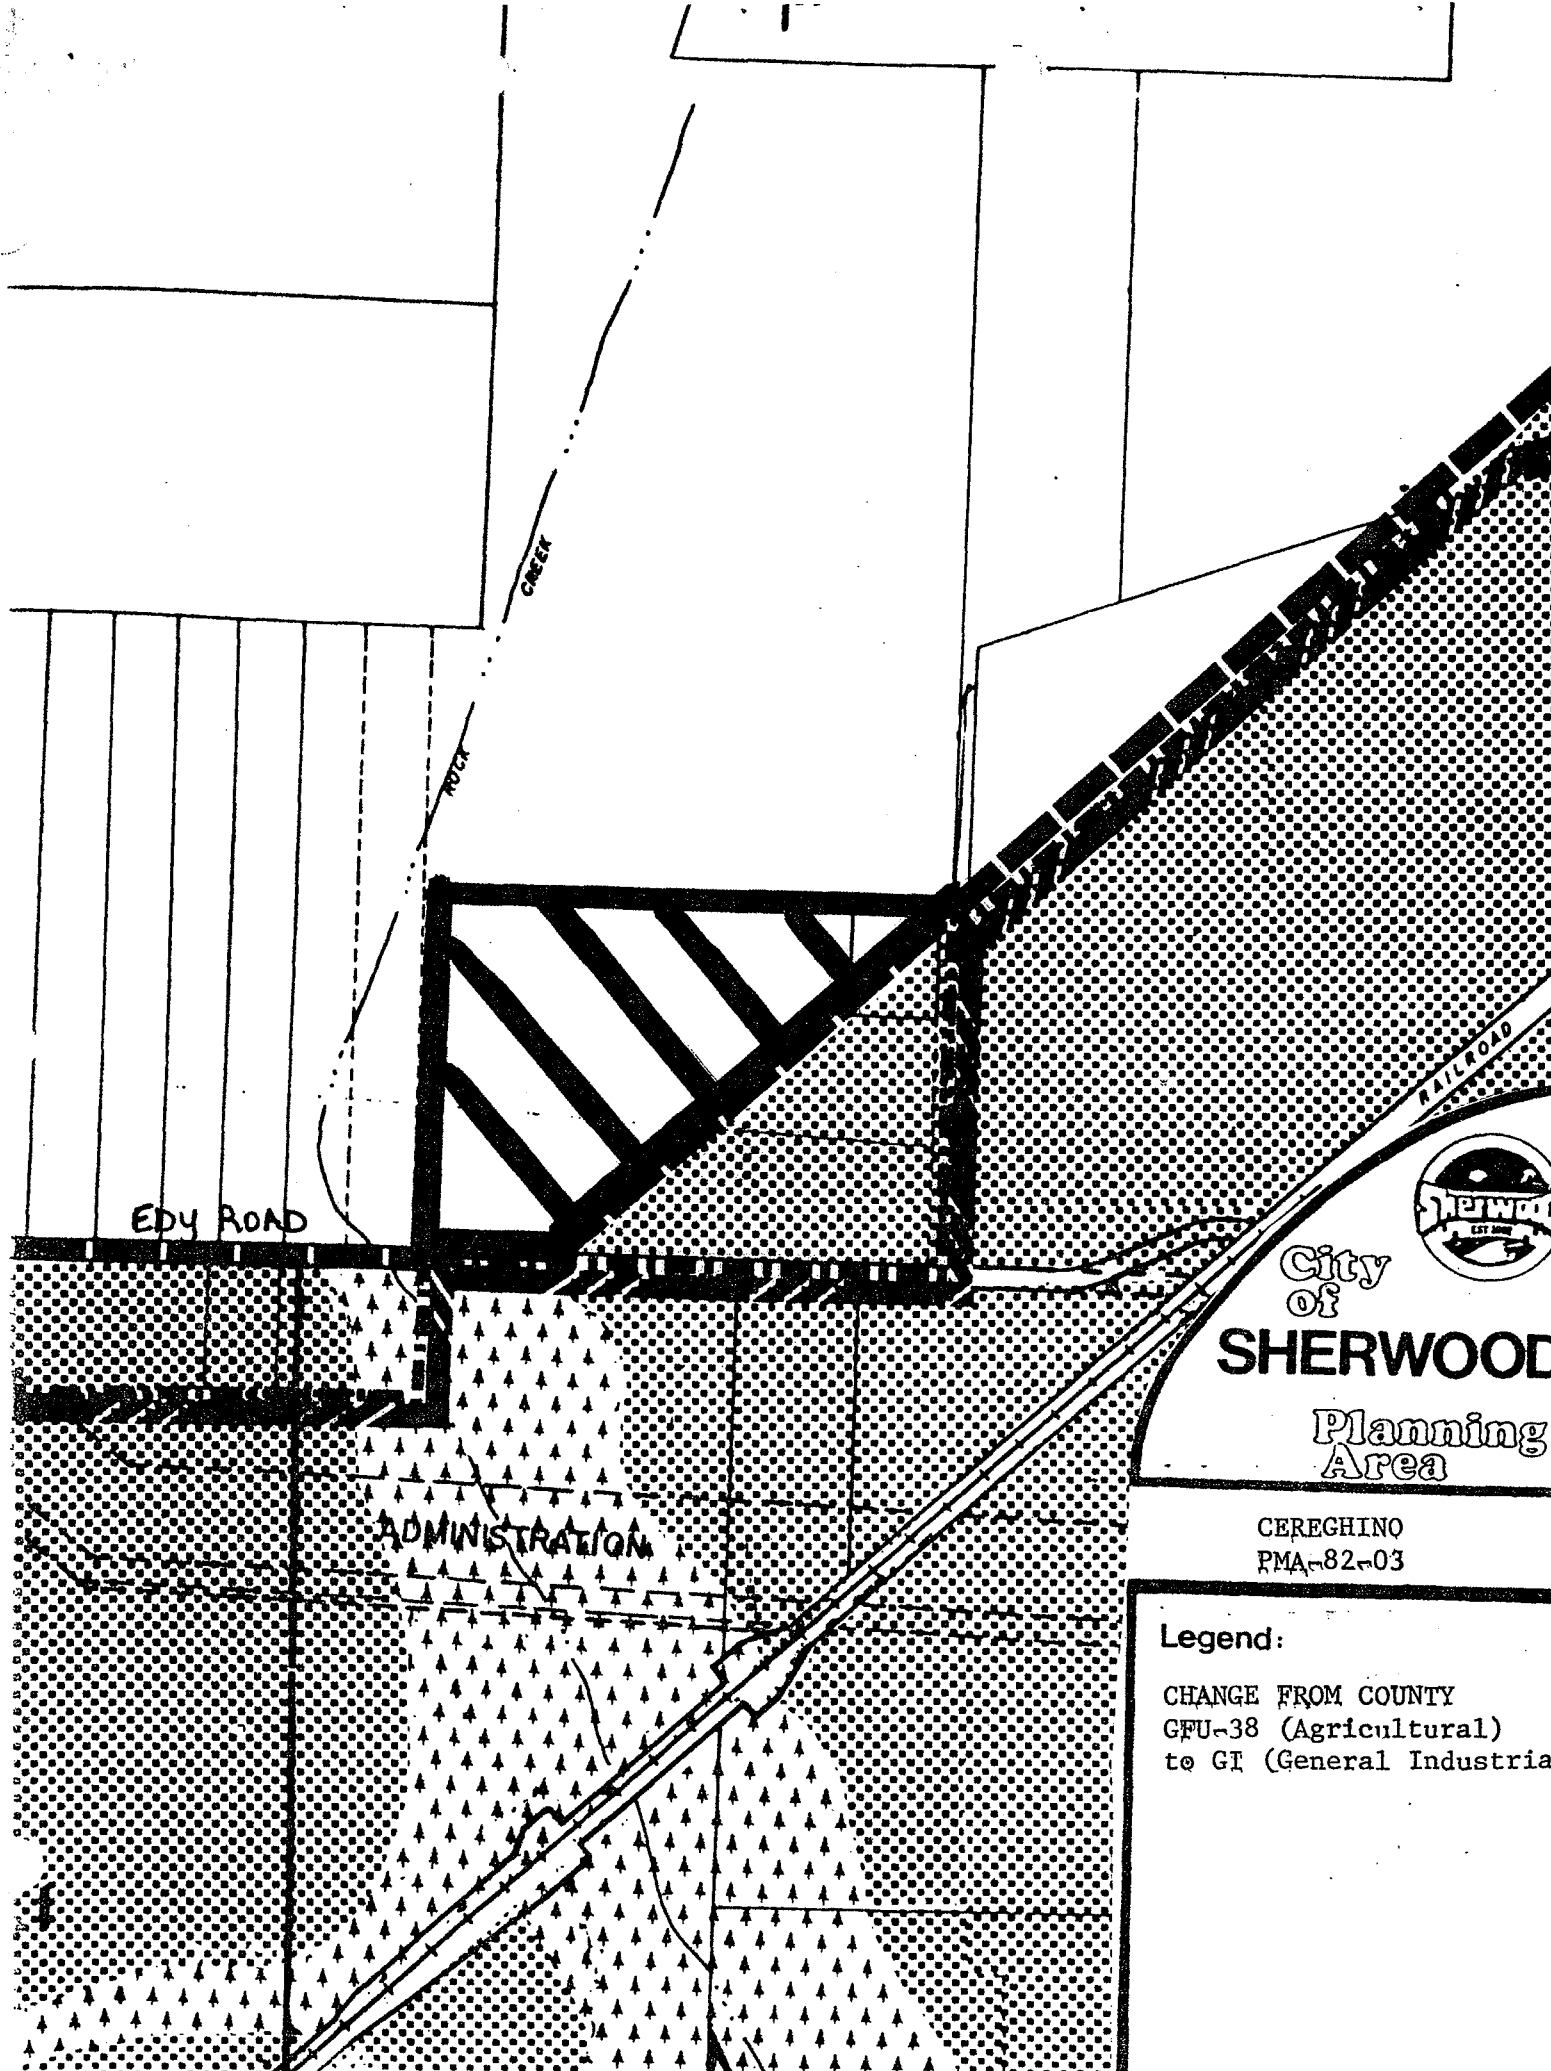 CREEK
ROCK
RAILROAD
EDY ROAD
Sherwood
City
of
SHERWOOD
Planning
Area
ADMINISTRATION
CEREGHINO
PMA-82-03
Legend:
CHANGE FROM COUNTY
GFU-38 (Agricultural)
to GI (General Industria